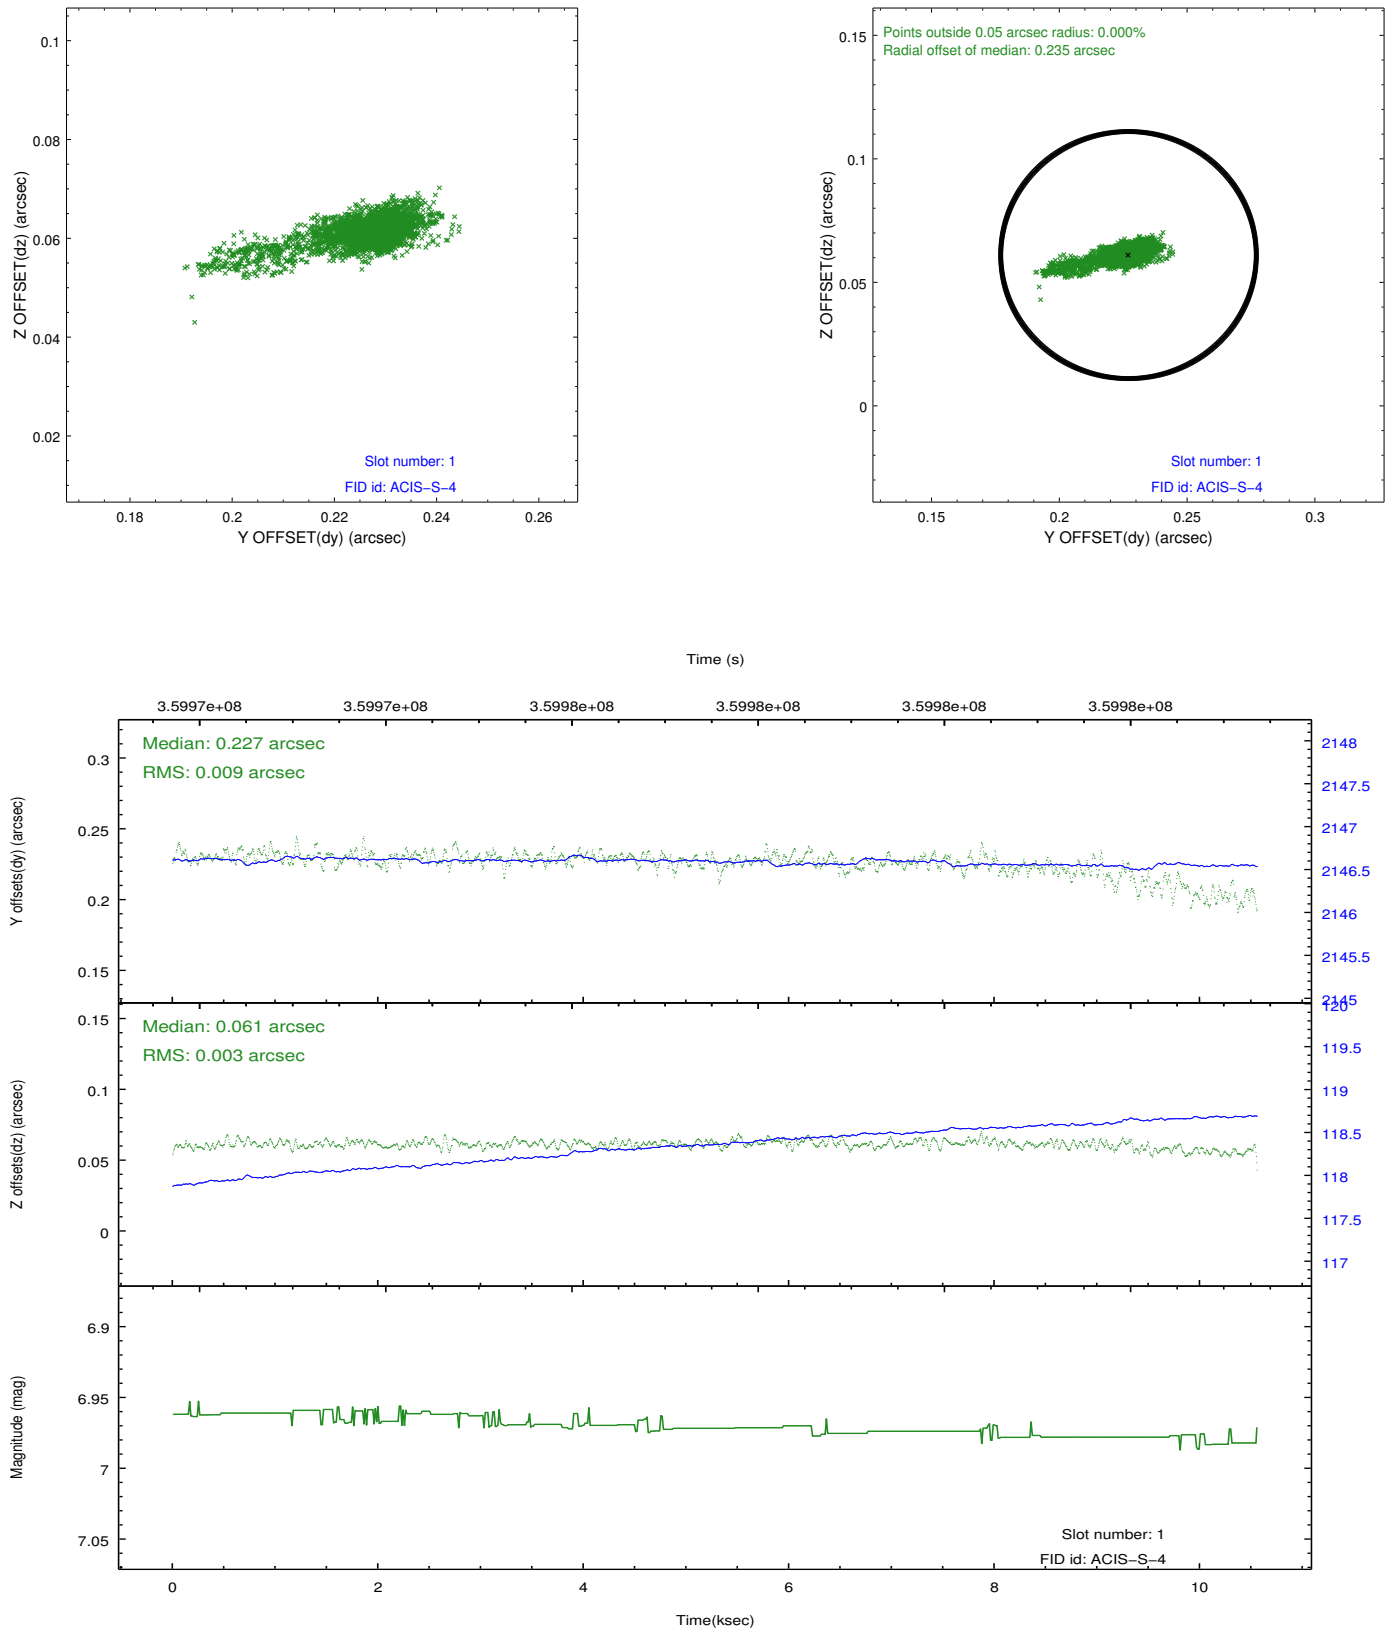 0.1
0.08
0.06
0.04
0.02
Z OFFSET(dz) (arcsec)
Slot number: 1
FID id: ACIS−S−4
0.18
0.2
0.22
0.24
0.26
Y OFFSET(dy) (arcsec)
Points outside 0.05 arcsec radius: 0.000%
Radial offset of median: 0.235 arcsec
0.15
0.1
0.05
0
Z OFFSET(dz) (arcsec)
Slot number: 1
FID id: ACIS−S−4
0.15
0.2
0.25
0.3
Y OFFSET(dy) (arcsec)
Time (s)
3.5997e+08
3.5997e+08
3.5998e+08
3.5998e+08
3.5998e+08
3.5998e+08
Median: 0.227 arcsec
RMS: 0.009 arcsec
0.3
0.25
0.2
0.15
Y offsets(dy) (arcsec)
2148
2147.5
2147
2146.5
2146
2145.5
2145
Median: 0.061 arcsec
RMS: 0.003 arcsec
0.15
0.1
0.05
0
Z offsets(dz) (arcsec)
120
119.5
119
118.5
118
117.5
117
6.9
6.95
7
7.05
Magnitude (mag)
Slot number: 1
FID id: ACIS−S−4
0
2
4
6
8
10
Time(ksec)